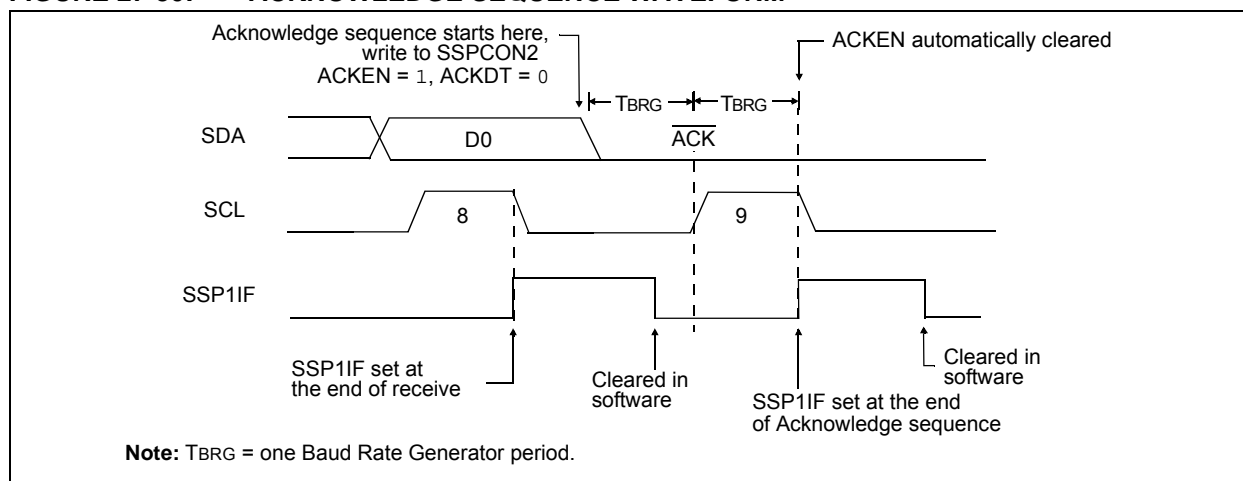 Acknowledge sequence starts here,
write to SSPCON2
ACKEN = 1, ACKDT = 0
ACKEN automatically cleared
TBRG
TBRG
SDA
D0
ACK
SCL
8
9
SSP1IF
SSP1IF set at
the end of receive
Cleared in
software
SSP1IF set at the end
of Acknowledge sequence
Cleared in
software
Note: TBRG = one Baud Rate Generator period.